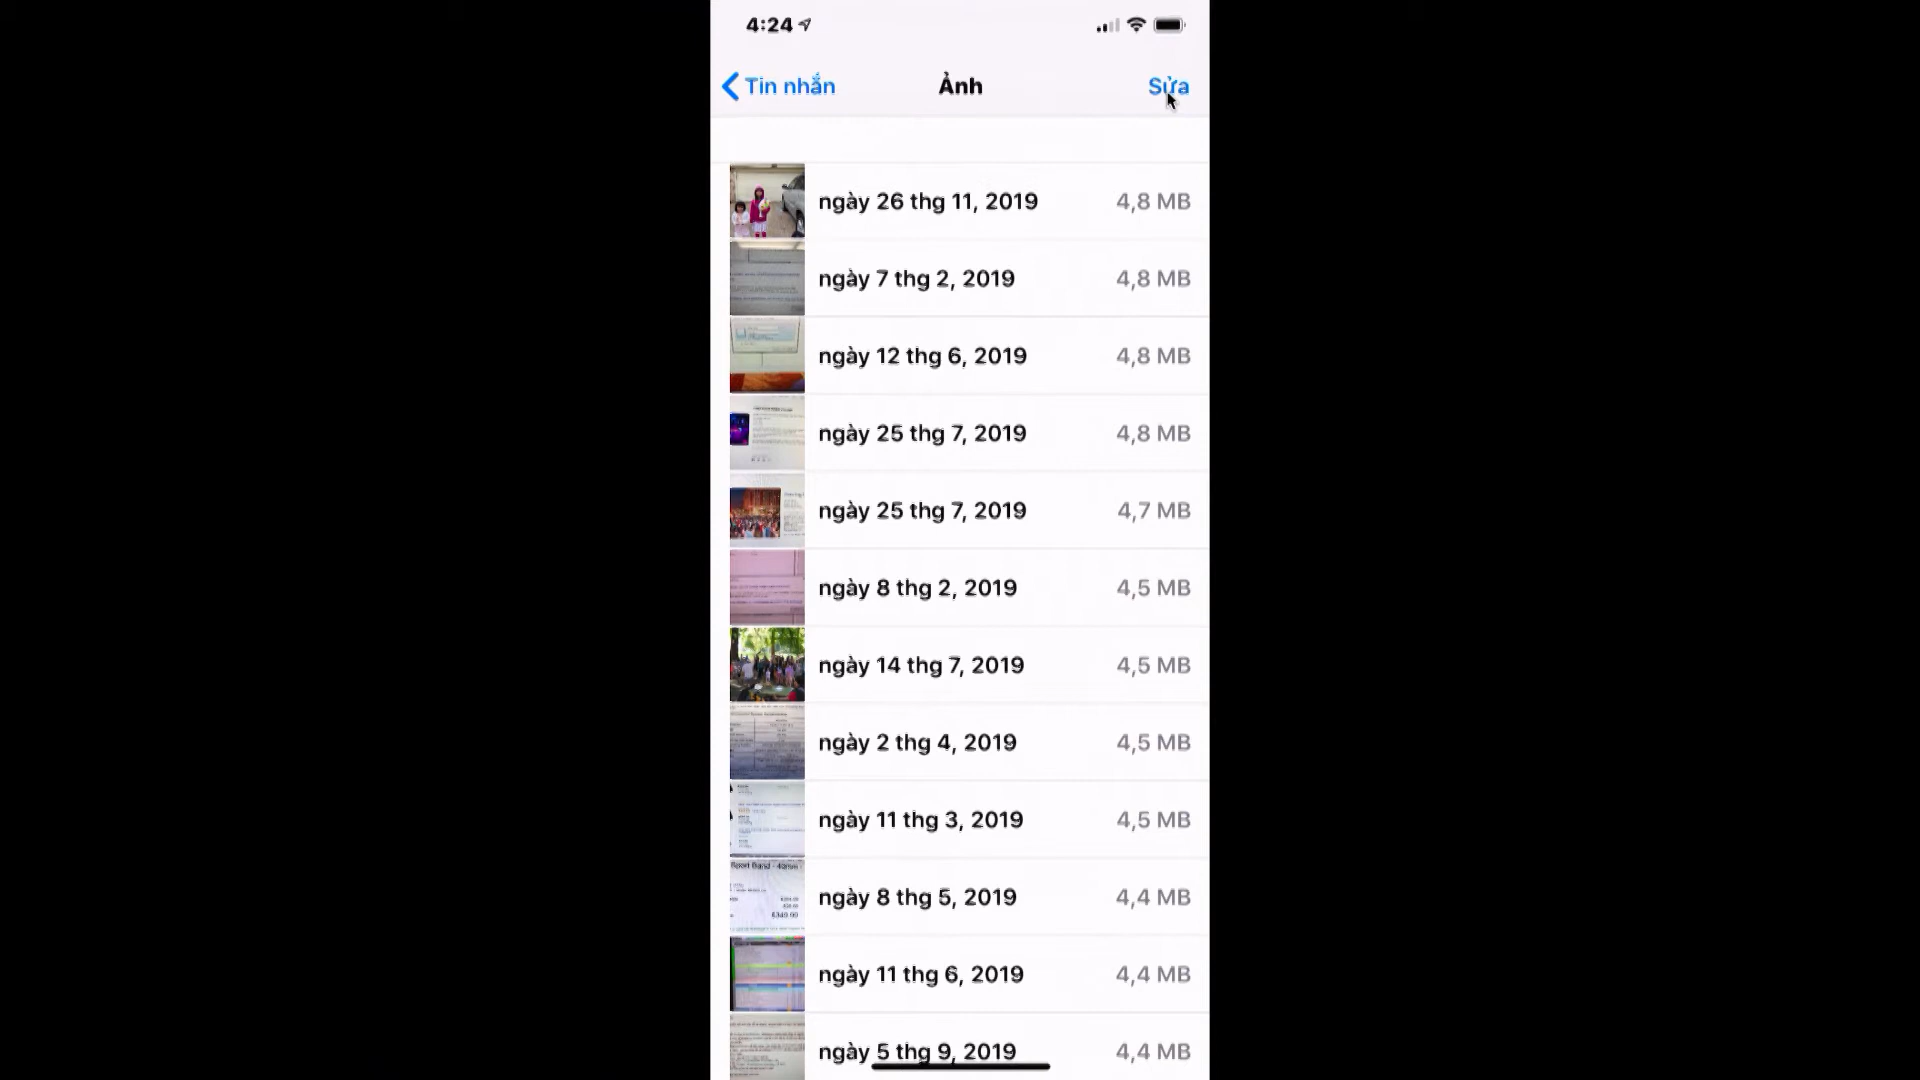 4:24
Tin nhắn
Ảnh
Sửa
ngày 26 thg 11, 2019
4,8 MB
ngày 7 thg 2, 2019
4,8 MB
ngày 12 thg 6, 2019
4,8 MB
ngày 25 thg 7, 2019
4,8 MB
ngày 25 thg 7, 2019
4,7 MB
ngày 8 thg 2, 2019
4,5 MB
ngày 14 thg 7, 2019
4,5 MB
ngày 2 thg 4, 2019
4,5 MB
ngày 11 thg 3, 2019
4,5 MB
ngày 8 thg 5, 2019
4,4 MB
ngày 11 thg 6, 2019
4,4 MB
ngày 5 thg 9, 2019
4,4 MB